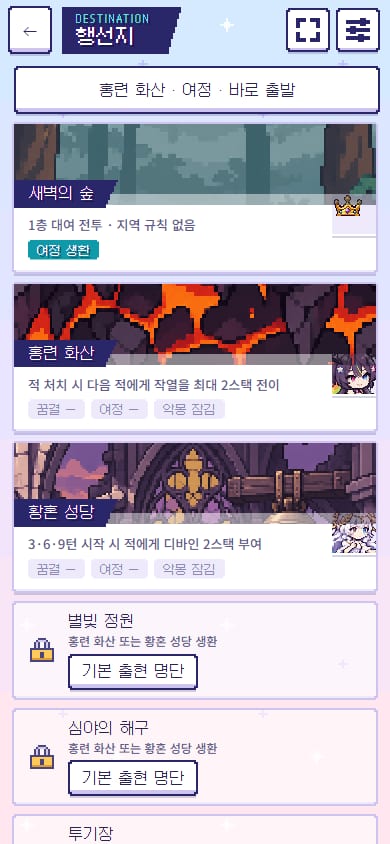 ←
DESTINATION
행선지
홍련 화산 · 여정 · 바로 출발
새벽의 숲
1층 대여 전투 · 지역 규칙 없음
여정 생환
홍련 화산
적 처치 시 다음 적에게 작열을 최대 2스택 전이
꿈결 — 여정 — 악몽 잠김
황혼 성당
3·6·9턴 시작 시 적에게 디바인 2스택 부여
꿈결 — 여정 — 악몽 잠김
별빛 정원
홍련 화산 또는 황혼 성당 생환
기본 출현 명단
심야의 해구
홍련 화산 또는 황혼 성당 생환
기본 출현 명단
투기장